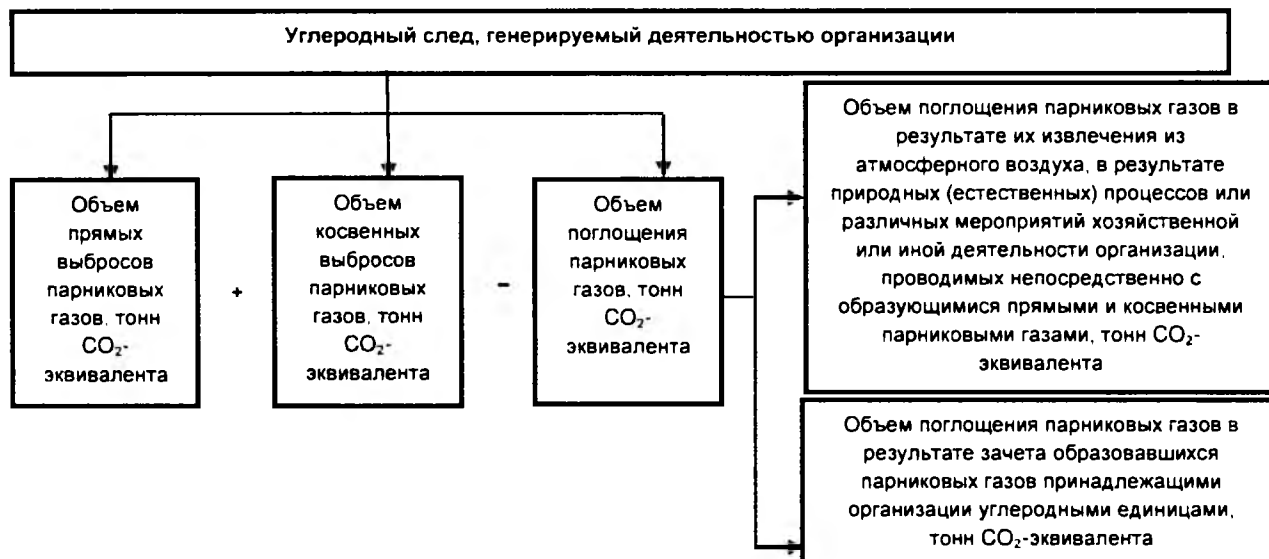 Углеродный след, генерируемый деятельностью организации
Объем
прямых
выбросов
парниковых
газов, тонн
CO₂-
эквивалента
+
Объем
косвенных
выбросов
парниковых
газов, тонн
CO₂-
эквивалента
-
Объем
поглощения
парниковых
газов, тонн
CO₂-
эквивалента
Объем поглощения парниковых газов в
результате их извлечения из
атмосферного воздуха, в результате
природных (естественных) процессов или
различных мероприятий хозяйственной
или иной деятельности организации,
проводимых непосредственно с
образующимися прямыми и косвенными
парниковыми газами, тонн CO₂-
эквивалента
Объем поглощения парниковых газов в
результате зачета образовавшихся
парниковых газов принадлежащими
организации углеродными единицами,
тонн CO₂-эквивалента